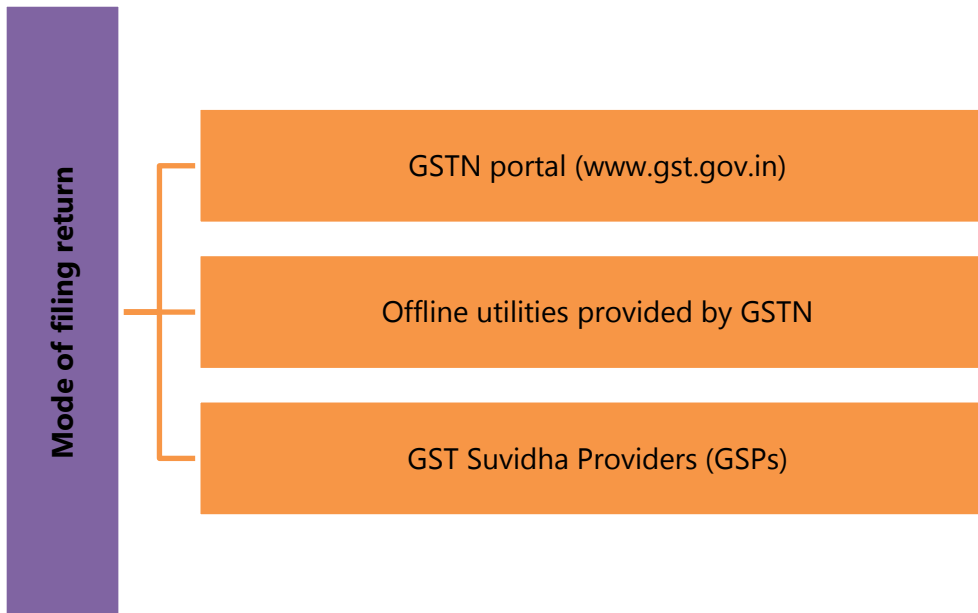 Mode of filing return
GSTN portal (www.gst.gov.in)
Offline utilities provided by GSTN
GST Suvidha Providers (GSPs)